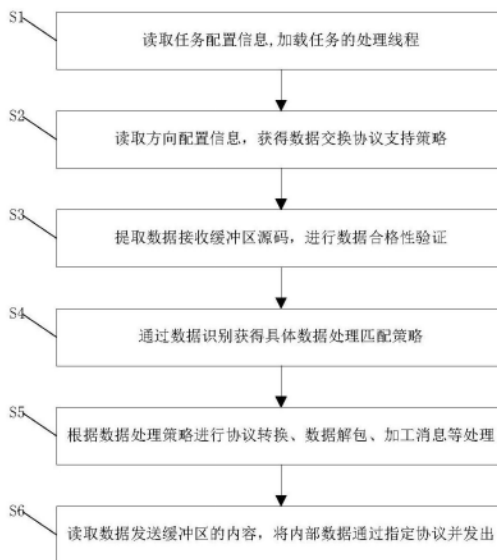 S1
读取任务配置信息,加载任务的处理线程
S2
读取方向配置信息，获得数据交换协议支持策略
S3
提取数据接收缓冲区源码，进行数据合格性验证
S4
通过数据识别获得具体数据处理匹配策略
S5
根据数据处理策略进行协议转换、数据解包、加工消息等处理
S6
读取数据发送缓冲区的内容，将内部数据通过指定协议并发出